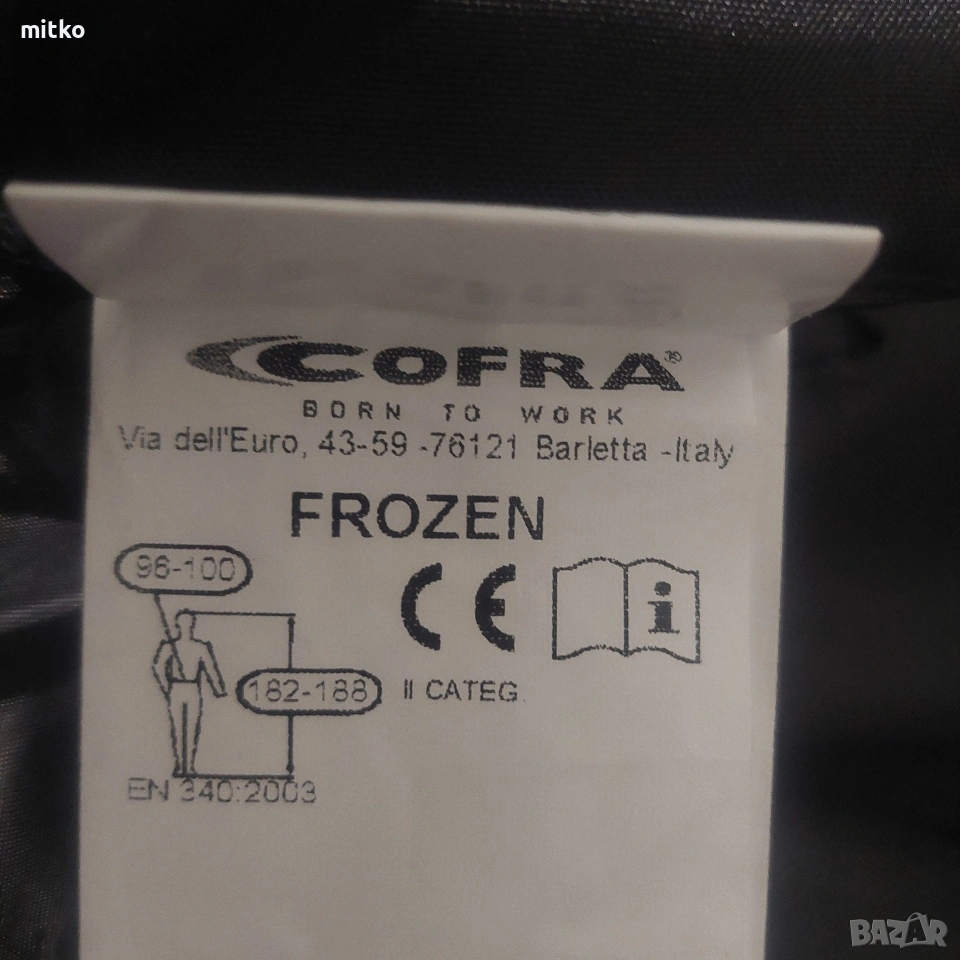 mitko
COFRA®
BORN TO WORK
Via dell'Euro, 43-59 -76121 Barletta -Italy
FROZEN
96-100
CE
i
182-188
II CATEG.
EN 340:2003
BAZAR